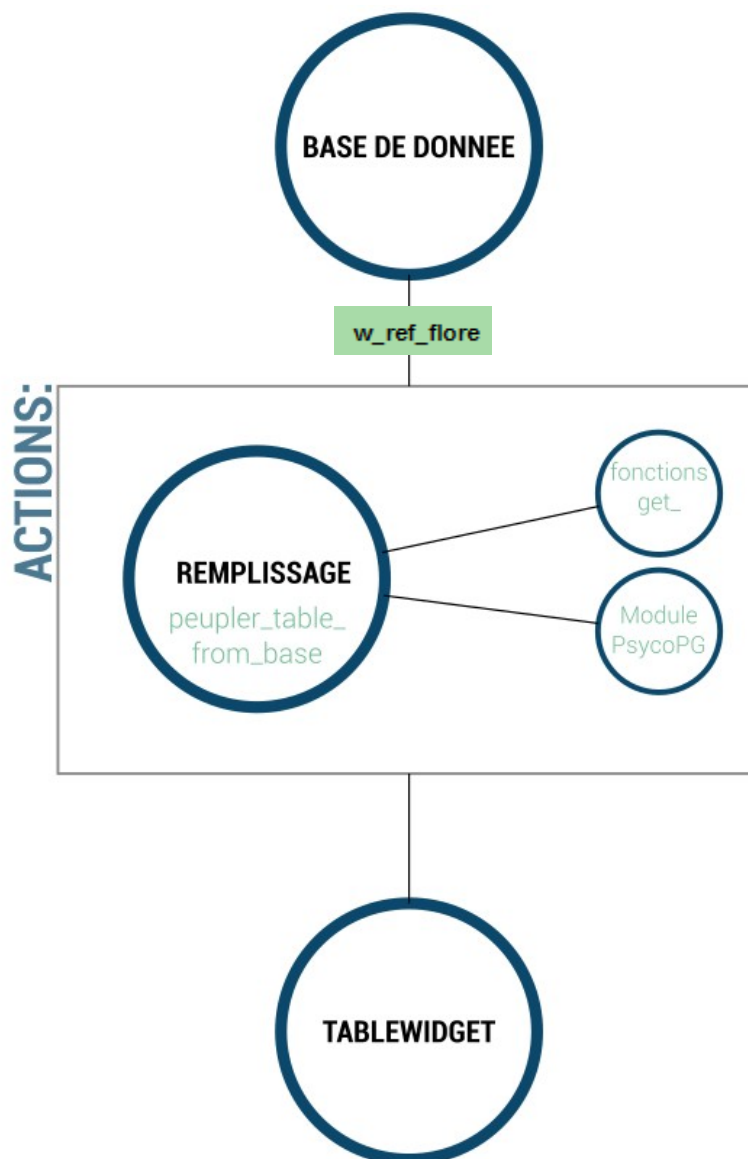 BASE DE DONNEE
w_ref_flore
ACTIONS:
REMPLISSAGE
peupler_table_
from_base
fonctions
get_
Module
PsycoPG
TABLEWIDGET